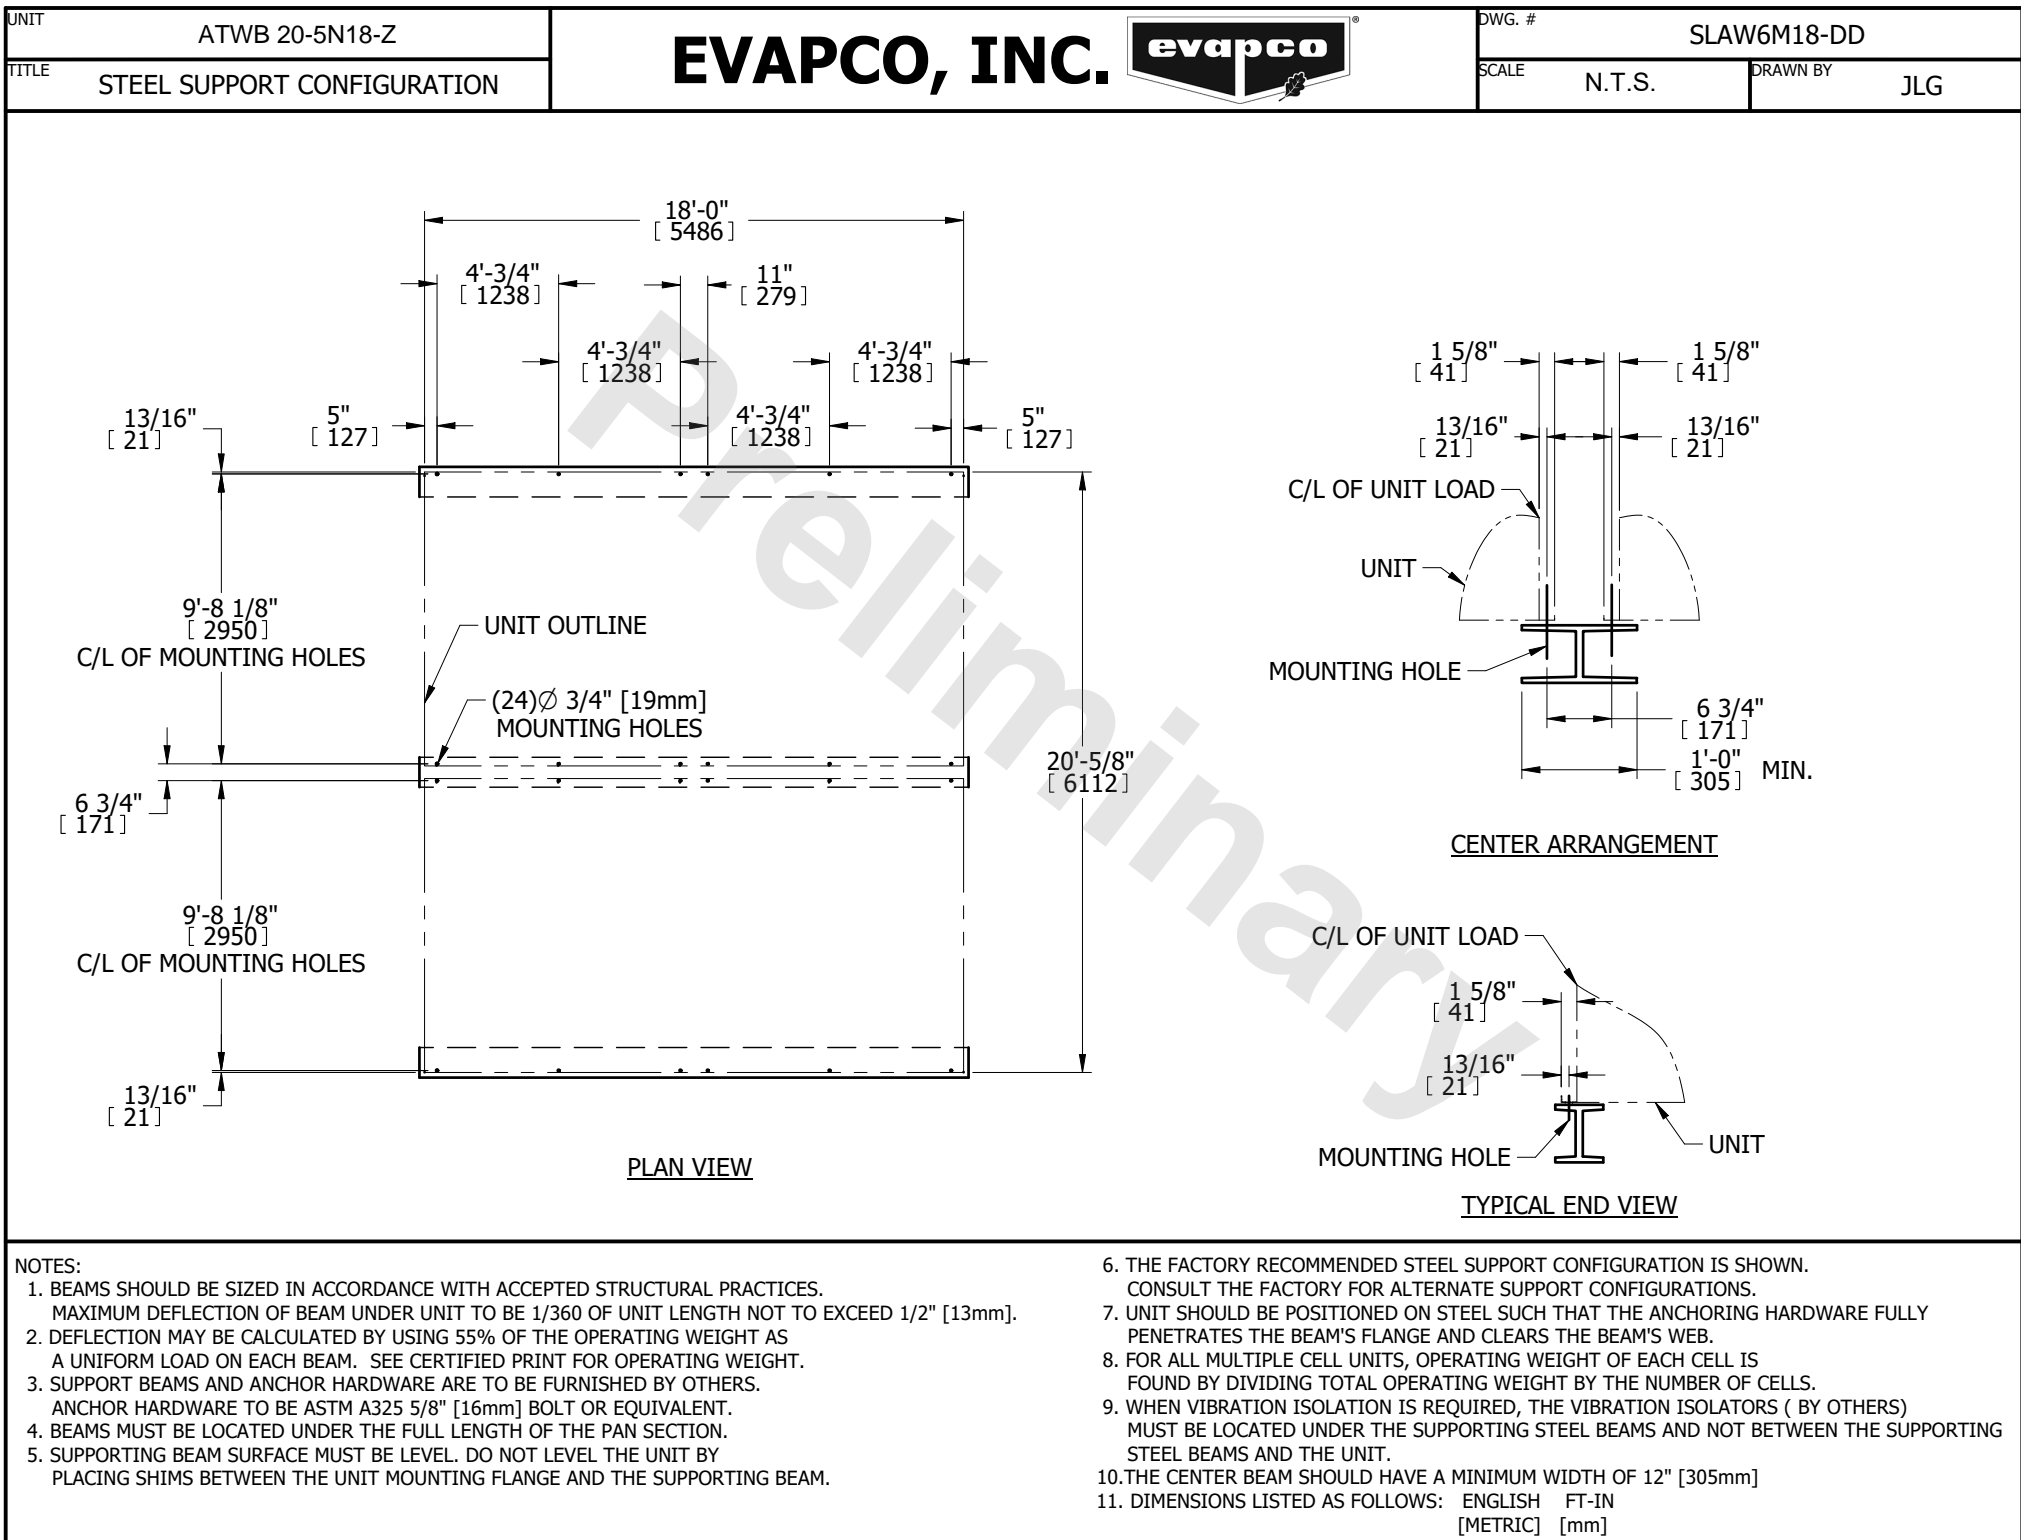 UNIT
ATWB 20-5N18-Z
TITLE
STEEL SUPPORT CONFIGURATION
EVAPCO, INC.
evapco
®
DWG. #
SLAW6M18-DD
SCALE
N.T.S.
DRAWN BY
JLG
18'-0"
[ 5486 ]
4'-3/4"
[ 1238 ]
11"
[ 279 ]
4'-3/4"
[ 1238 ]
4'-3/4"
[ 1238 ]
13/16"
[ 21 ]
5"
[ 127 ]
4'-3/4"
[ 1238 ]
5"
[ 127 ]
9'-8 1/8"
[ 2950 ]
C/L OF MOUNTING HOLES
UNIT OUTLINE
(24)∅ 3/4" [19mm]
MOUNTING HOLES
6 3/4"
[ 171 ]
20'-5/8"
[ 6112 ]
9'-8 1/8"
[ 2950 ]
C/L OF MOUNTING HOLES
13/16"
[ 21 ]
PLAN VIEW
Preliminary
1 5/8"
[ 41 ]
1 5/8"
[ 41 ]
13/16"
[ 21 ]
13/16"
[ 21 ]
C/L OF UNIT LOAD
UNIT
MOUNTING HOLE
6 3/4"
[ 171 ]
1'-0"
[ 305 ]
MIN.
CENTER ARRANGEMENT
C/L OF UNIT LOAD
1 5/8"
[ 41 ]
13/16"
[ 21 ]
MOUNTING HOLE
UNIT
TYPICAL END VIEW
NOTES:
1. BEAMS SHOULD BE SIZED IN ACCORDANCE WITH ACCEPTED STRUCTURAL PRACTICES.
MAXIMUM DEFLECTION OF BEAM UNDER UNIT TO BE 1/360 OF UNIT LENGTH NOT TO EXCEED 1/2" [13mm].
2. DEFLECTION MAY BE CALCULATED BY USING 55% OF THE OPERATING WEIGHT AS
A UNIFORM LOAD ON EACH BEAM. SEE CERTIFIED PRINT FOR OPERATING WEIGHT.
3. SUPPORT BEAMS AND ANCHOR HARDWARE ARE TO BE FURNISHED BY OTHERS.
ANCHOR HARDWARE TO BE ASTM A325 5/8" [16mm] BOLT OR EQUIVALENT.
4. BEAMS MUST BE LOCATED UNDER THE FULL LENGTH OF THE PAN SECTION.
5. SUPPORTING BEAM SURFACE MUST BE LEVEL. DO NOT LEVEL THE UNIT BY
PLACING SHIMS BETWEEN THE UNIT MOUNTING FLANGE AND THE SUPPORTING BEAM.
6. THE FACTORY RECOMMENDED STEEL SUPPORT CONFIGURATION IS SHOWN.
CONSULT THE FACTORY FOR ALTERNATE SUPPORT CONFIGURATIONS.
7. UNIT SHOULD BE POSITIONED ON STEEL SUCH THAT THE ANCHORING HARDWARE FULLY
PENETRATES THE BEAM'S FLANGE AND CLEARS THE BEAM'S WEB.
8. FOR ALL MULTIPLE CELL UNITS, OPERATING WEIGHT OF EACH CELL IS
FOUND BY DIVIDING TOTAL OPERATING WEIGHT BY THE NUMBER OF CELLS.
9. WHEN VIBRATION ISOLATION IS REQUIRED, THE VIBRATION ISOLATORS ( BY OTHERS)
MUST BE LOCATED UNDER THE SUPPORTING STEEL BEAMS AND NOT BETWEEN THE SUPPORTING
STEEL BEAMS AND THE UNIT.
10.THE CENTER BEAM SHOULD HAVE A MINIMUM WIDTH OF 12" [305mm]
11. DIMENSIONS LISTED AS FOLLOWS: ENGLISH FT-IN
[METRIC] [mm]